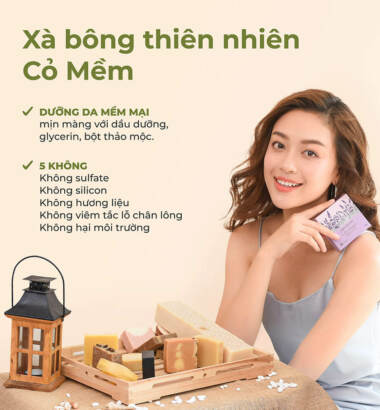 Xà bông thiên nhiên
Cỏ Mềm
DƯỠNG DA MỀM MẠI
mịn màng với dầu dưỡng,
glycerin, bột thảo mộc.
5 KHÔNG
Không sulfate
Không silicon
Không hương liệu
Không viêm tắc lỗ chân lông
Không hại môi trường